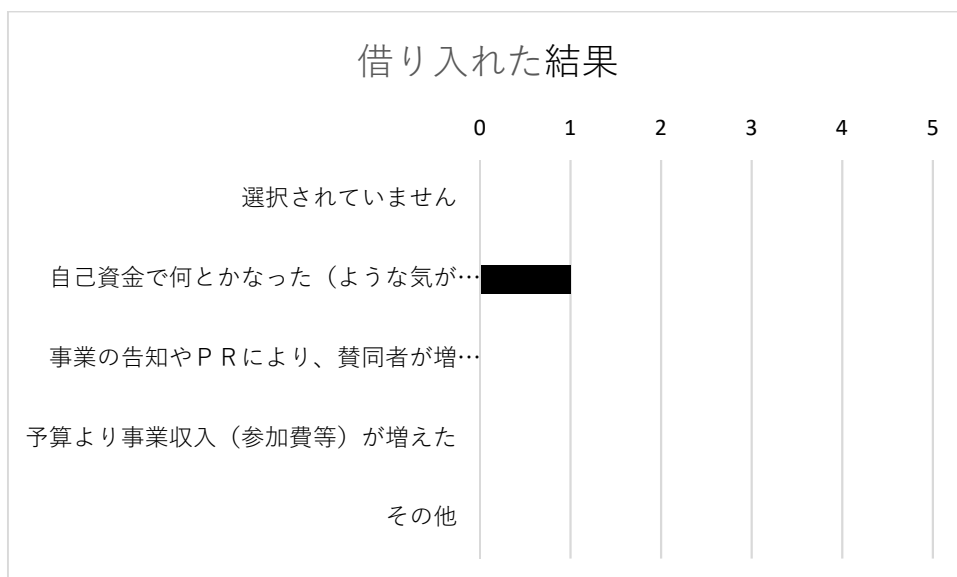 借り入れた結果
0 1 2 3 4 5
選択されていません
自己資金で何とかなった（ような気が…
事業の告知やＰＲにより、賛同者が増…
予算より事業収入（参加費等）が増えた
その他